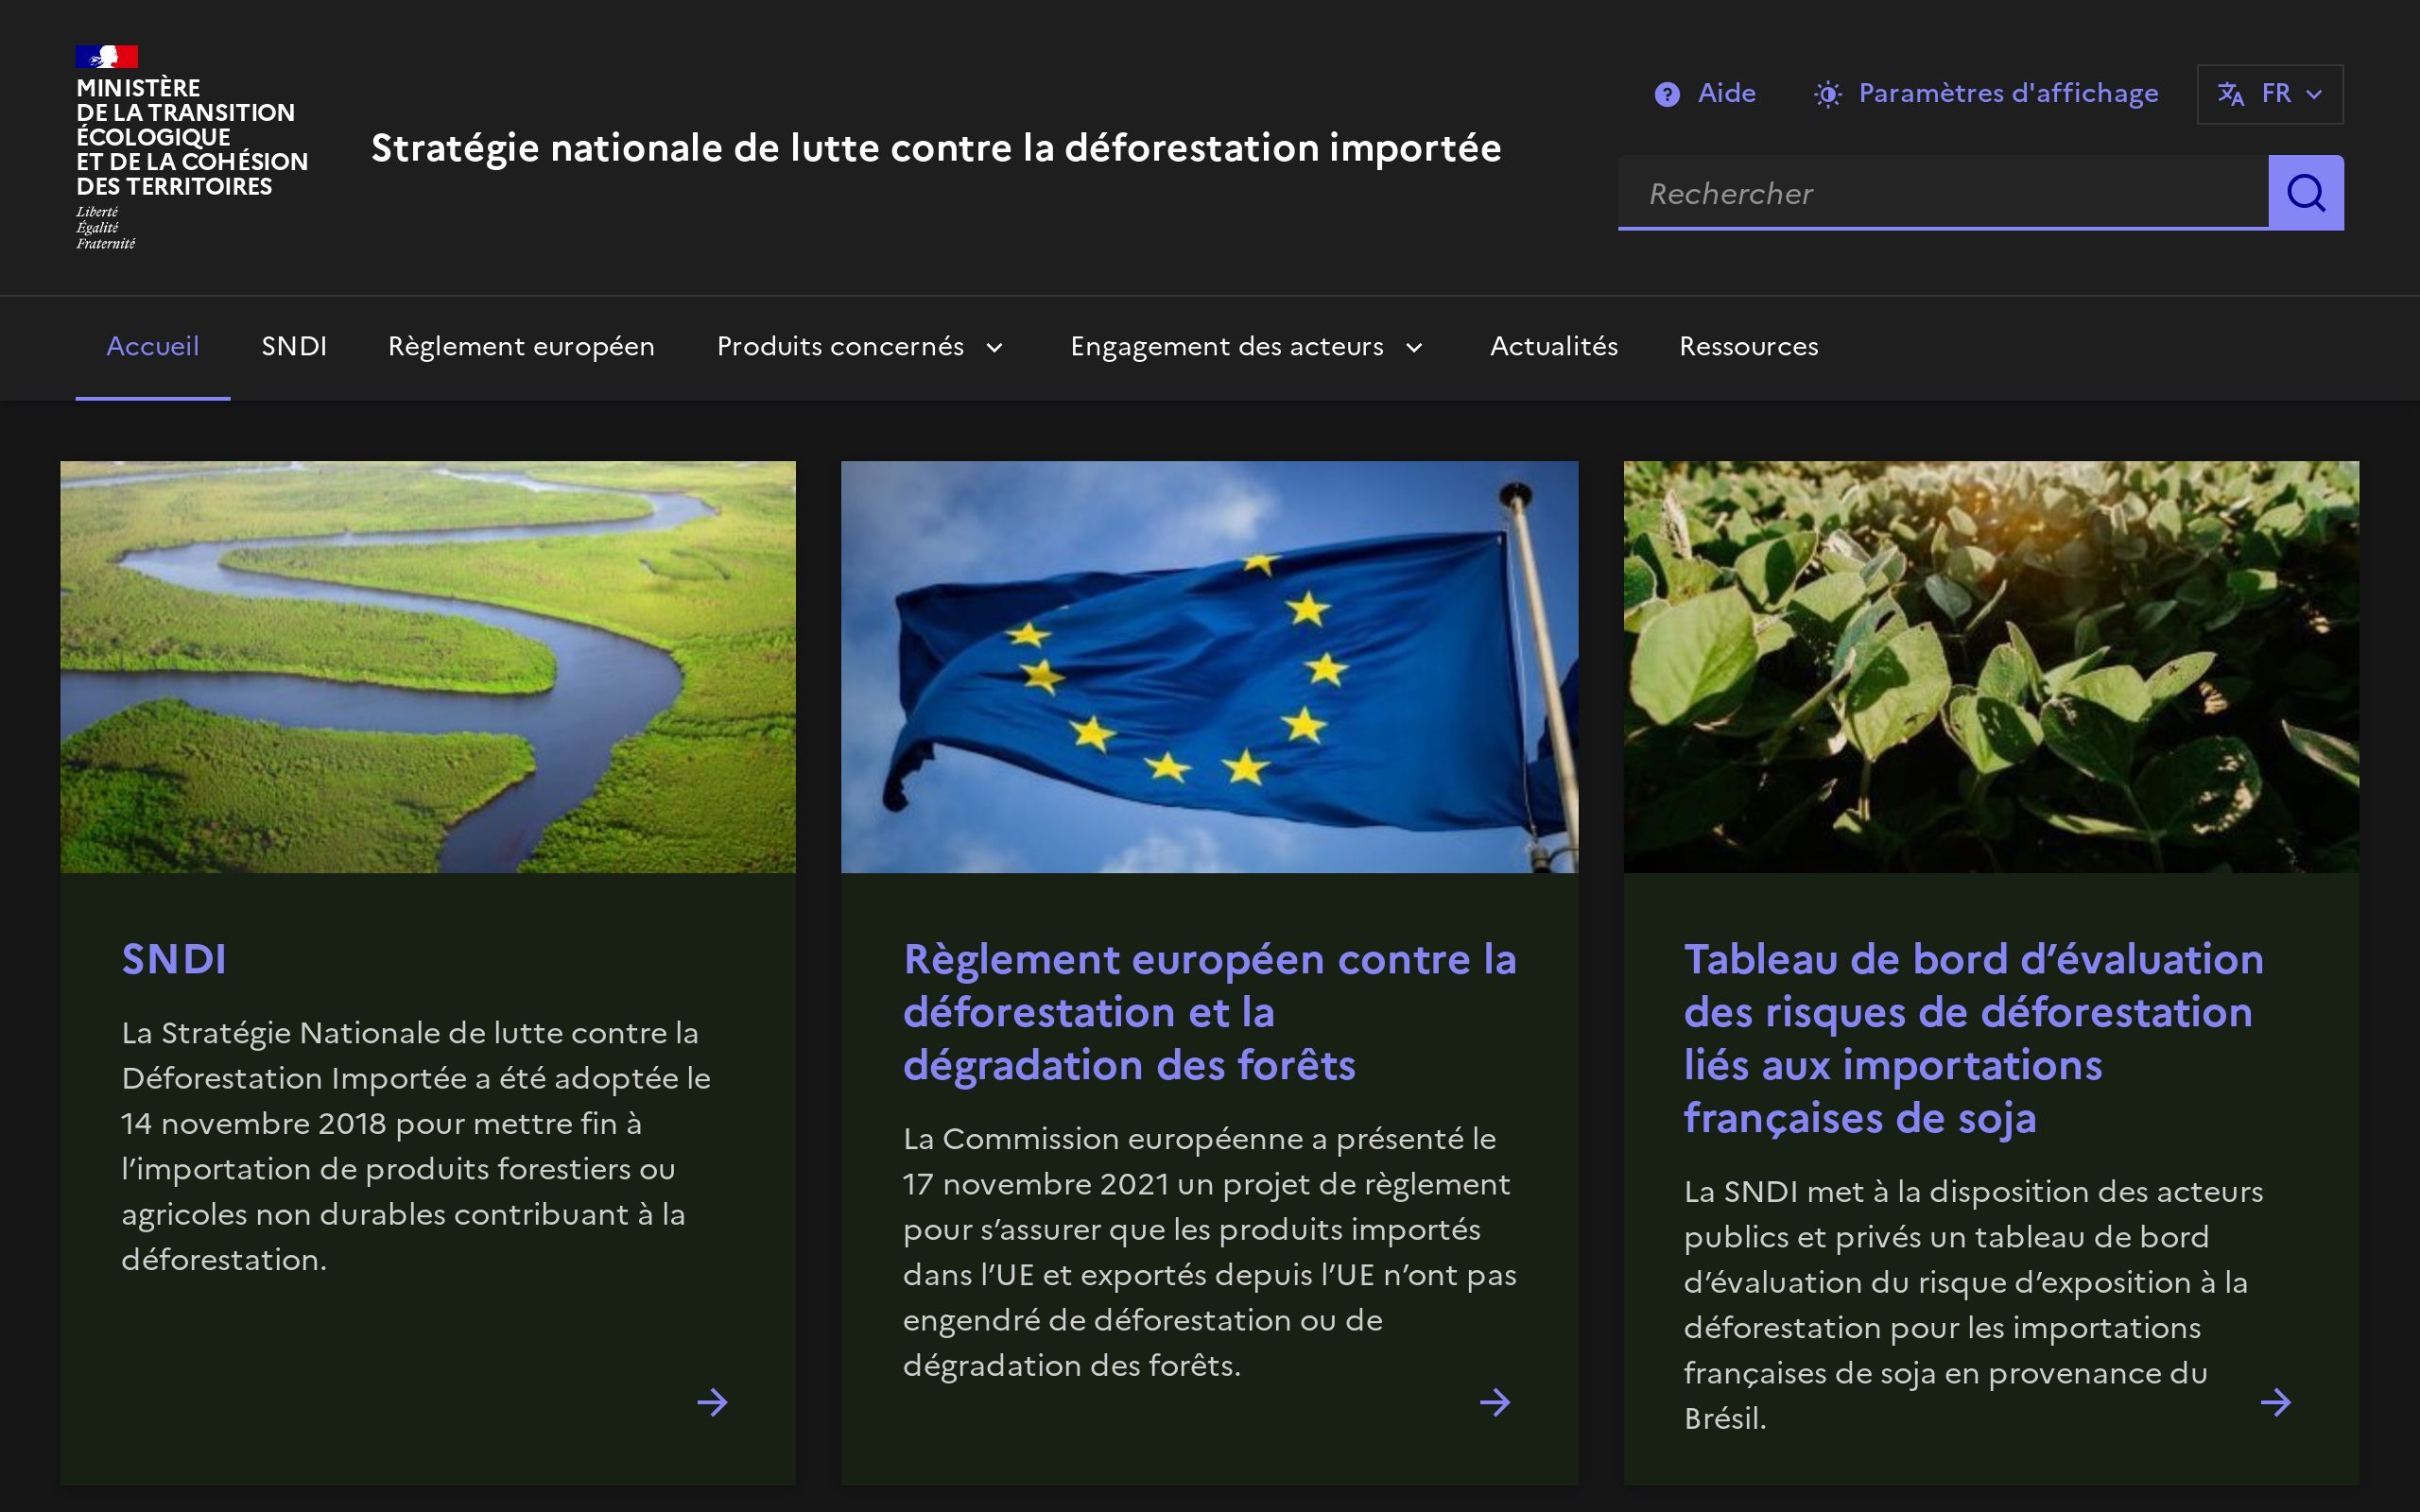 MINISTÈRE
DE LA TRANSITION
ÉCOLOGIQUE
ET DE LA COHÉSION
DES TERRITOIRES
Liberté
Égalité
Fraternité
Stratégie nationale de lutte contre la déforestation importée
Aide
Paramètres d'affichage
FR
Rechercher
Accueil
SNDI
Règlement européen
Produits concernés
Engagement des acteurs
Actualités
Ressources
SNDI
La Stratégie Nationale de lutte contre la
Déforestation Importée a été adoptée le
14 novembre 2018 pour mettre fin à
l’importation de produits forestiers ou
agricoles non durables contribuant à la
déforestation.
Règlement européen contre la
déforestation et la
dégradation des forêts
La Commission européenne a présenté le
17 novembre 2021 un projet de règlement
pour s’assurer que les produits importés
dans l’UE et exportés depuis l’UE n’ont pas
engendré de déforestation ou de
dégradation des forêts.
Tableau de bord d’évaluation
des risques de déforestation
liés aux importations
françaises de soja
La SNDI met à la disposition des acteurs
publics et privés un tableau de bord
d’évaluation du risque d’exposition à la
déforestation pour les importations
françaises de soja en provenance du
Brésil.